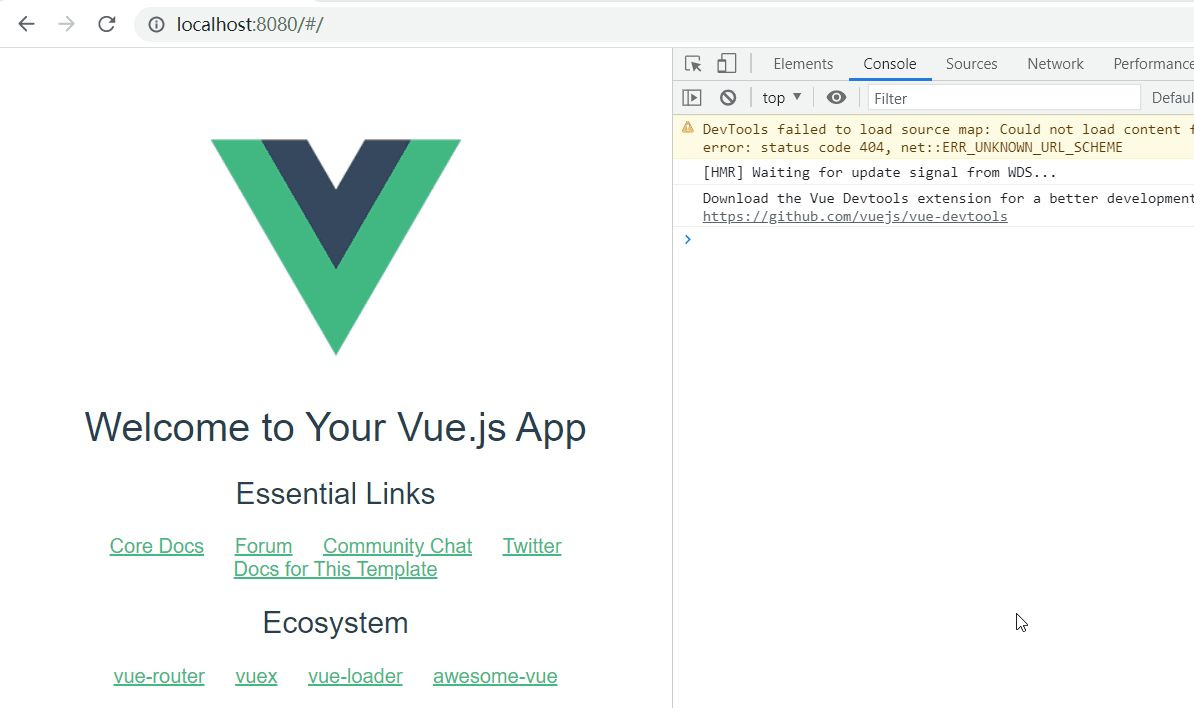 localhost:8080/#/
Elements Console Sources Network Performance
top Filter Defaul
DevTools failed to load source map: Could not load content f
error: status code 404, net::ERR_UNKNOWN_URL_SCHEME
[HMR] Waiting for update signal from WDS...
Download the Vue Devtools extension for a better development
https://github.com/vuejs/vue-devtools
Welcome to Your Vue.js App
Essential Links
Core Docs Forum Community Chat Twitter
Docs for This Template
Ecosystem
vue-router vuex vue-loader awesome-vue